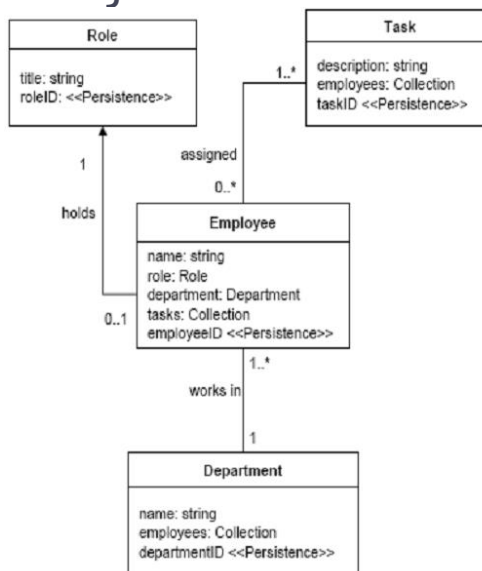 Role
title: string
roleID: <<Persistence>>
Task
description: string
employees: Collection
taskID <<Persistence>>
1..*
assigned
0..*
1
holds
0..1
Employee
name: string
role: Role
department: Department
tasks: Collection
employeeID <<Persistence>>
1..*
works in
1
Department
name: string
employees: Collection
departmentID <<Persistence>>